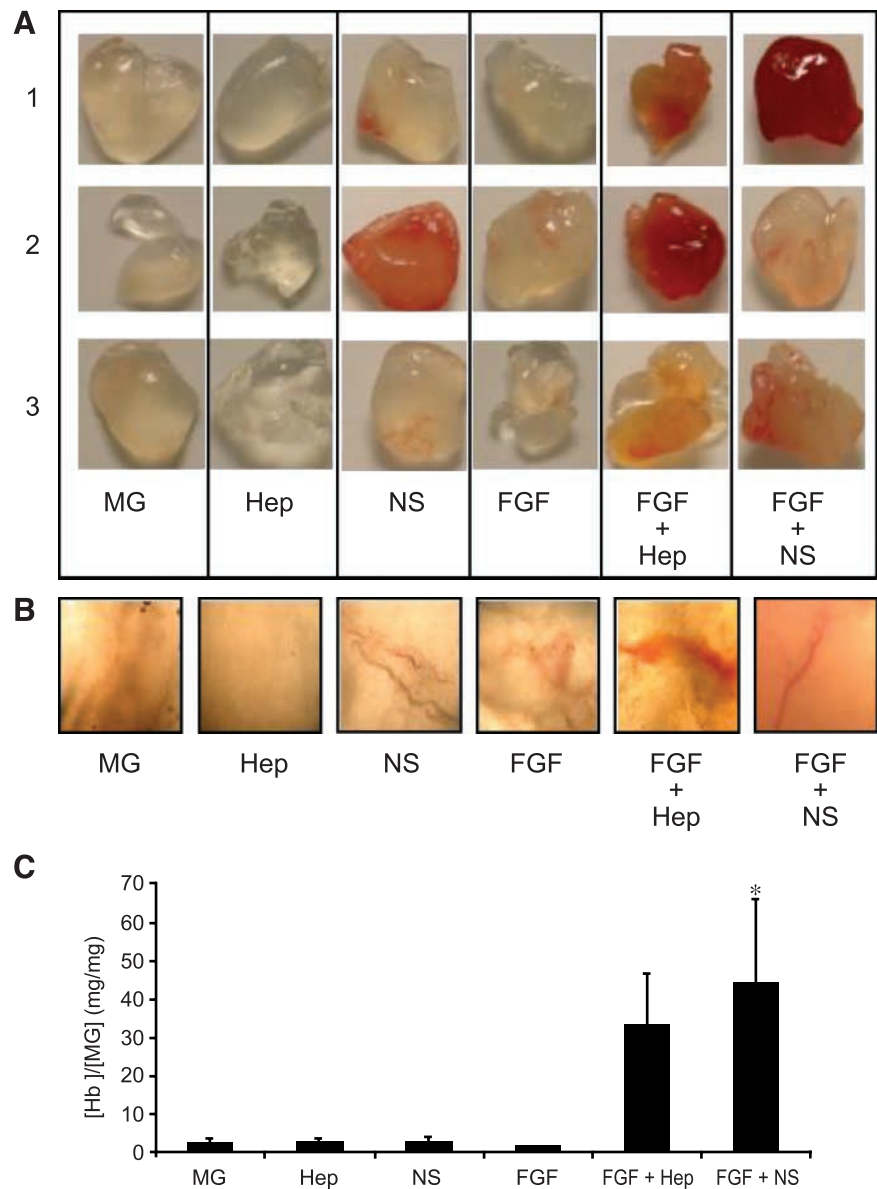 A
1
2
3
MG Hep NS FGF FGF + Hep FGF + NS
B
MG Hep NS FGF FGF + Hep FGF + NS
C
[Hb ]/[MG] (mg/mg)
70
60
50
40
30
20
10
0
*
MG Hep NS FGF FGF + Hep FGF + NS